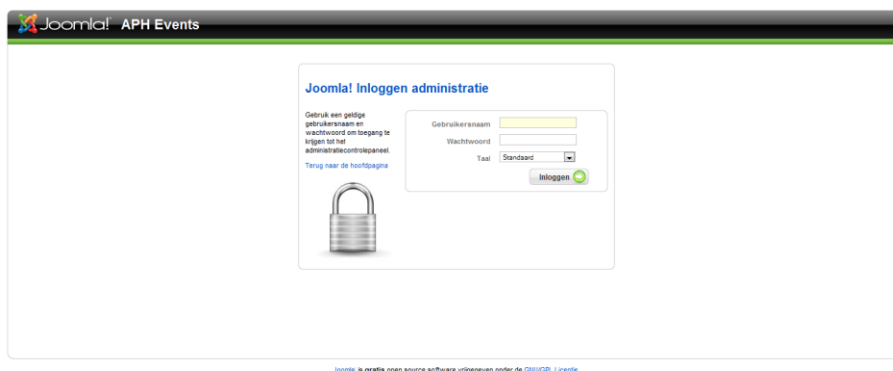 Joomla! APH Events
Joomla! Inloggen administratie
Gebruik een geldige
gebruikersnaam en
wachtwoord om toegang te
krijgen tot het
administratiecontrolepaneel.
Terug naar de hoofdpagina
Gebruikersnaam
Wachtwoord
Taal Standaard
Inloggen
Joomla is gratis open source software vrijgegeven onder de GNU/GPL Licentie